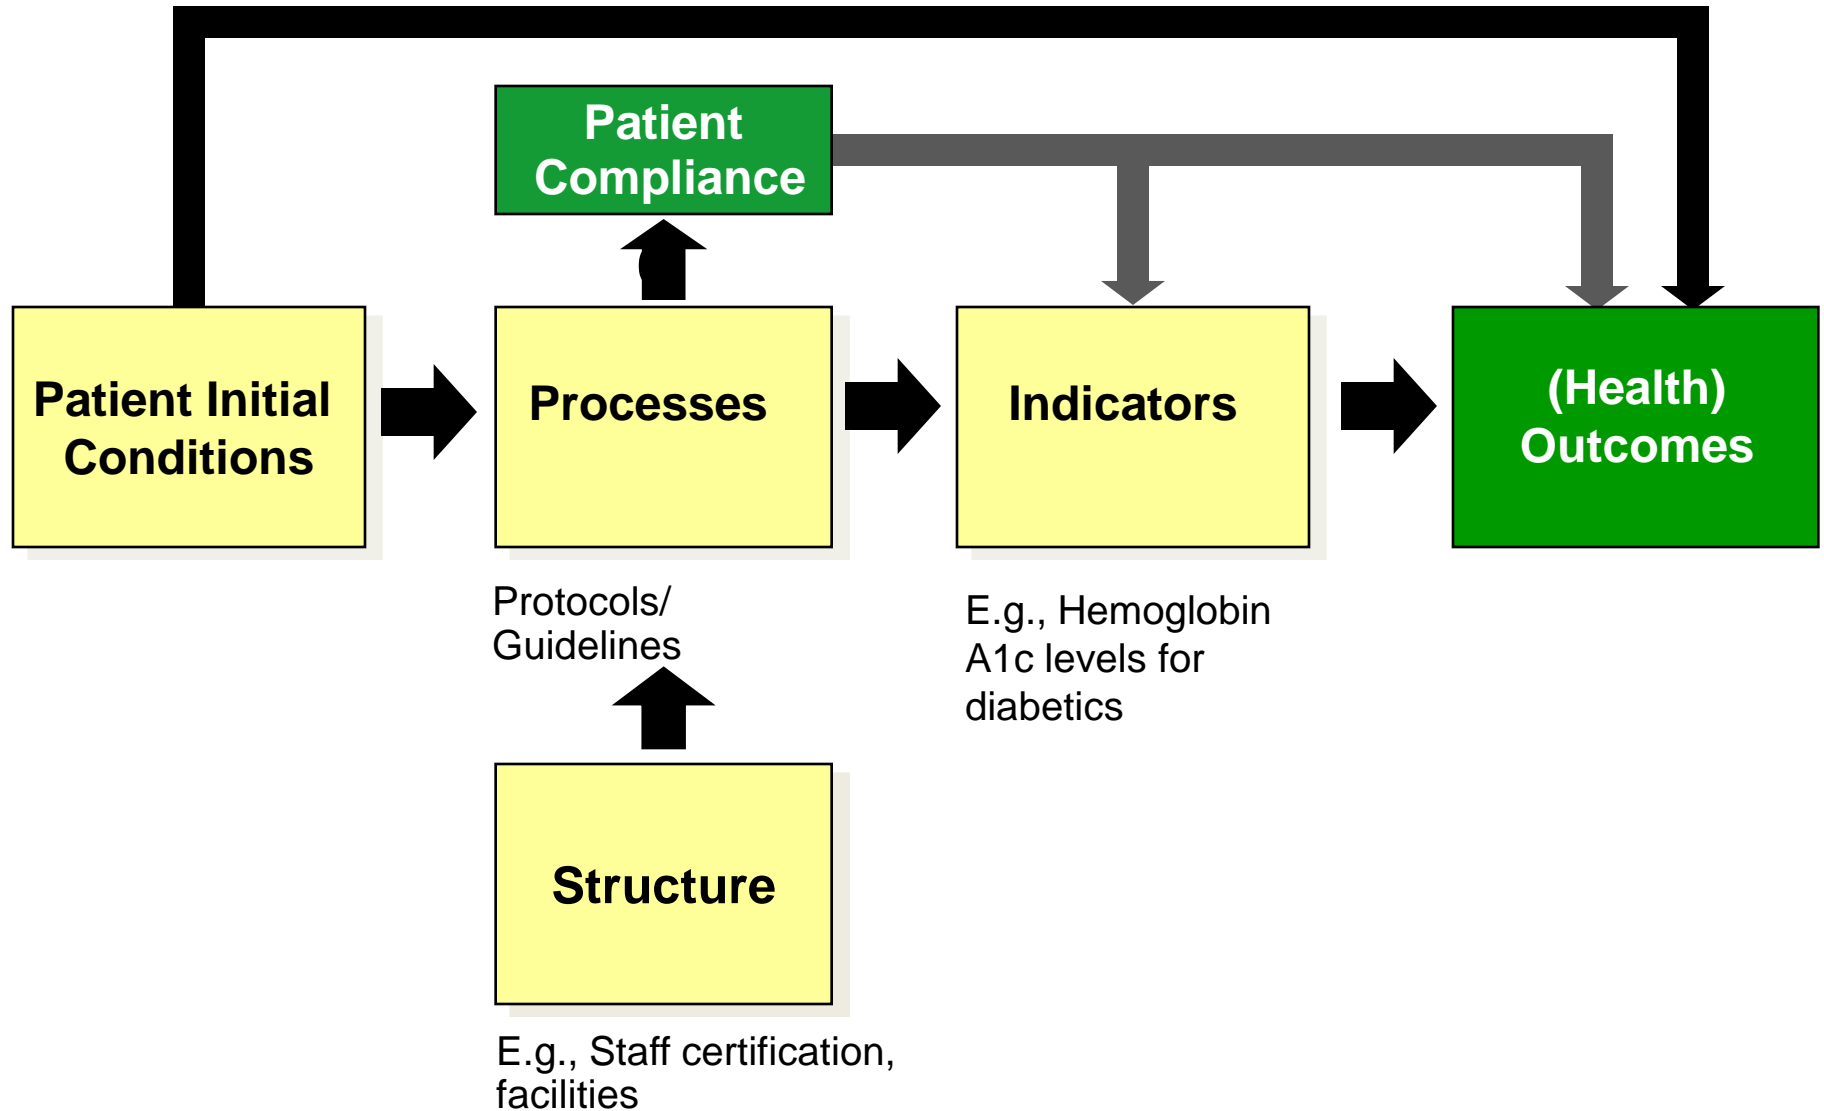 Patient
Compliance
Patient Initial
Conditions
Processes
Indicators
(Health)
Outcomes
Protocols/
Guidelines
E.g., Hemoglobin
A1c levels for
diabetics
Structure
E.g., Staff certification,
facilities